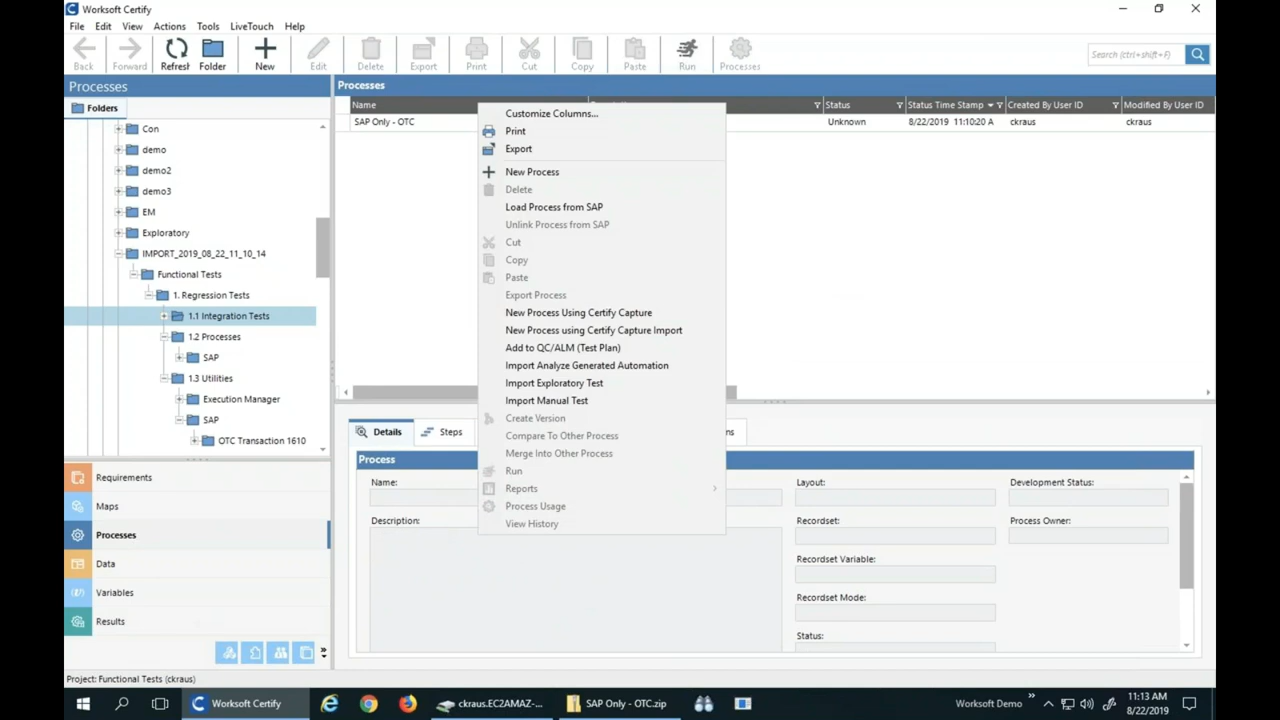 Worksoft Certify
File Edit View Actions Tools LiveTouch Help
Back Forward Refresh Folder New Edit Delete Export Print Cut Copy Paste Run Processes
Search (ctrl+shift+F)
Processes
Folders
Con
demo
demo2
demo3
EM
Exploratory
IMPORT_2019_08_22_11_10_14
Functional Tests
1. Regression Tests
1.1 Integration Tests
1.2 Processes
SAP
1.3 Utilities
Execution Manager
SAP
OTC Transaction 1610
Requirements
Maps
Processes
Data
Variables
Results
Processes
Name Status Status Time Stamp Created By User ID Modified By User ID
SAP Only - OTC Unknown 8/22/2019 11:10:20 A ckraus ckraus
Customize Columns...
Print
Export
New Process
Delete
Load Process from SAP
Unlink Process from SAP
Cut
Copy
Paste
Export Process
New Process Using Certify Capture
New Process using Certify Capture Import
Add to QC/ALM (Test Plan)
Import Analyze Generated Automation
Import Exploratory Test
Import Manual Test
Create Version
Compare To Other Process
Merge Into Other Process
Run
Reports
Process Usage
View History
Details Steps
Process
Name:
Description:
Layout:
Recordset:
Recordset Variable:
Recordset Mode:
Status:
Development Status:
Process Owner:
Project: Functional Tests (ckraus)
Worksoft Certify
ckraus.EC2AMAZ-...
SAP Only - OTC.zip
Worksoft Demo
11:13 AM
8/22/2019